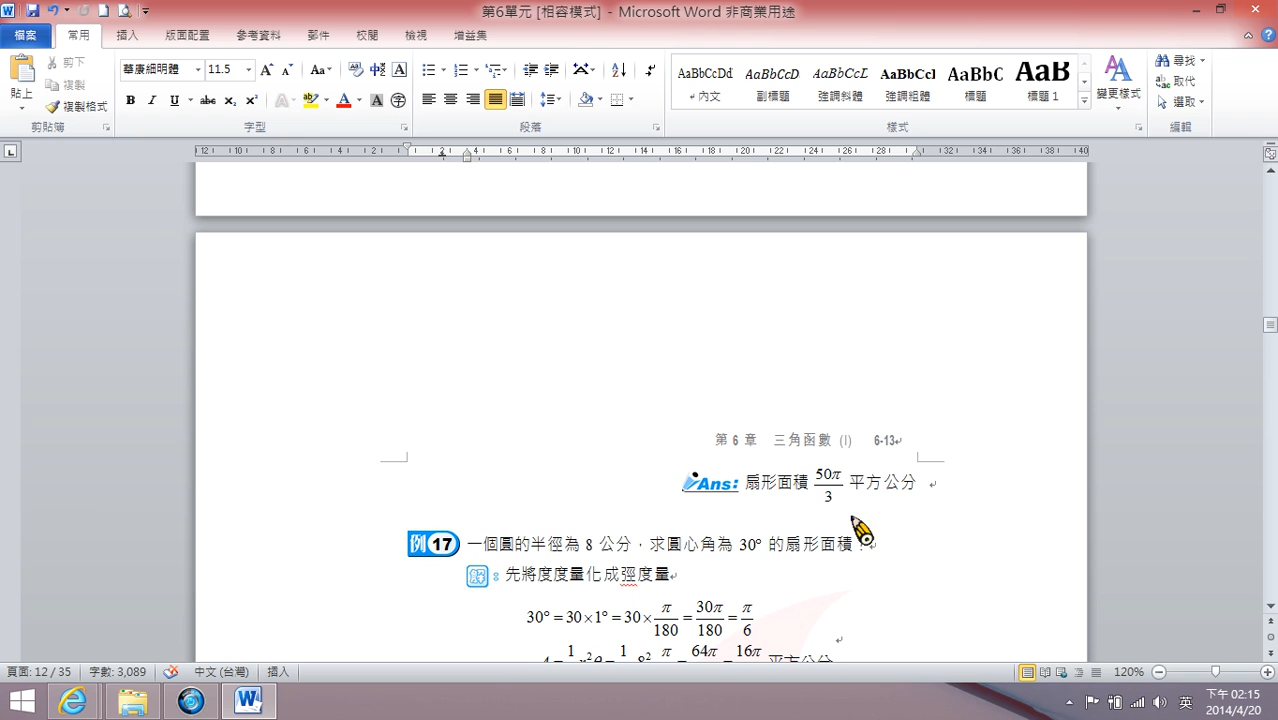 第6單元 [相容模式] - Microsoft Word 非商業用途
檔案 常用 插入 版面配置 參考資料 郵件 校閱 檢視 增益集
貼上 剪下 複製 複製格式
華康細明體 11.5
AaBbCcDd AaBbCcD AaBbCcL AaBbCcI AaBbC AaB
內文 副標題 強調斜體 強調粗體 標題 標題 1
變更樣式 尋找 取代 選取
剪貼簿 字型 段落 樣式 編輯
第 6 章 三角函數 (I) 6-13
Ans: 扇形面積 50π/3 平方公分
例 17 一個圓的半徑為 8 公分，求圓心角為 30° 的扇形面積
解 : 先將度度量化成弳度量
30° = 30×1° = 30×π/180 = 30π/180 = π/6
頁面: 12 / 35 字數: 3,089 中文 (台灣) 插入 120%
英 下午 02:15
2014/4/20